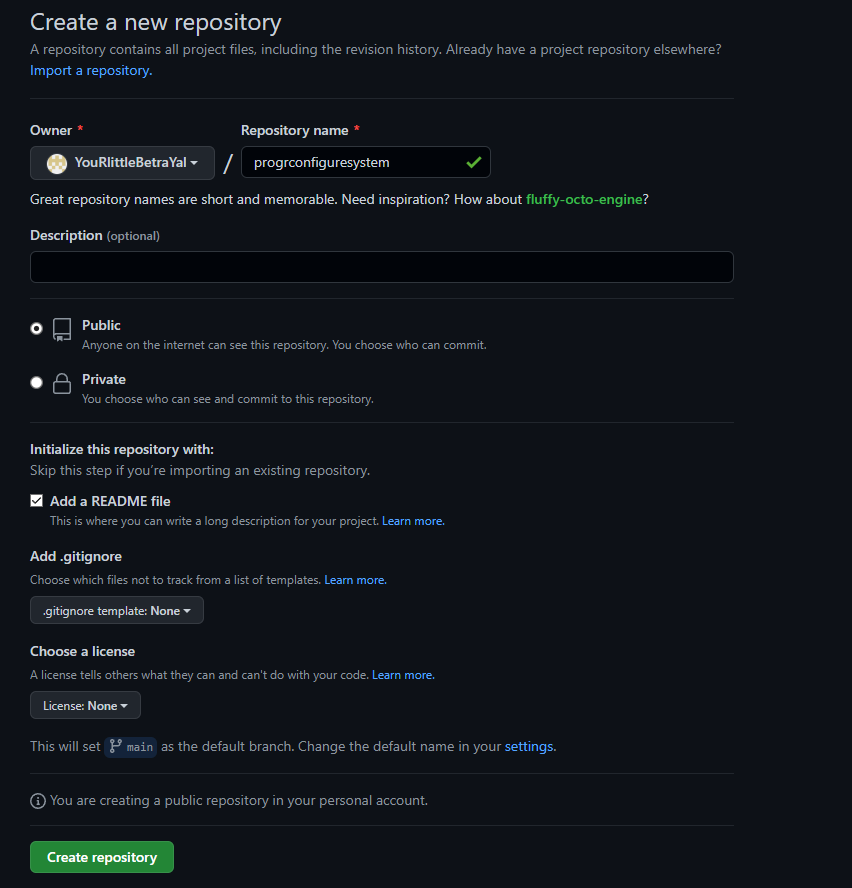 Create a new repository
A repository contains all project files, including the revision history. Already have a project repository elsewhere?
Import a repository.
Owner * Repository name *
YouRlittleBetraYal / progrconfiguresystem
Great repository names are short and memorable. Need inspiration? How about fluffy-octo-engine?
Description (optional)
Public
Anyone on the internet can see this repository. You choose who can commit.
Private
You choose who can see and commit to this repository.
Initialize this repository with:
Skip this step if you're importing an existing repository.
Add a README file
This is where you can write a long description for your project. Learn more.
Add .gitignore
Choose which files not to track from a list of templates. Learn more.
.gitignore template: None
Choose a license
A license tells others what they can and can't do with your code. Learn more.
License: None
This will set main as the default branch. Change the default name in your settings.
You are creating a public repository in your personal account.
Create repository